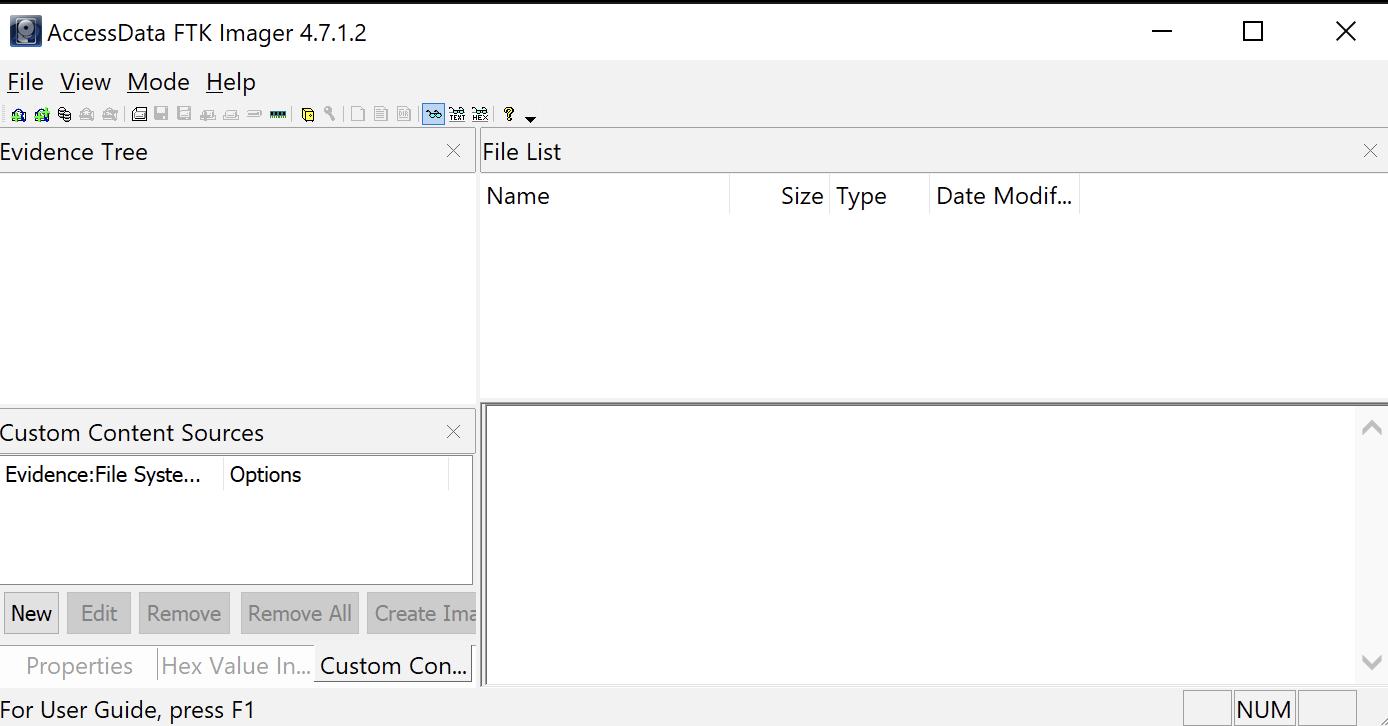 AccessData FTK Imager 4.7.1.2
File View Mode Help
TEXT HEX ?
Evidence Tree
File List
Name Size Type Date Modif...
Custom Content Sources
Evidence:File Syste... Options
New Edit Remove Remove All Create Ima
Properties Hex Value In... Custom Con...
For User Guide, press F1
NUM